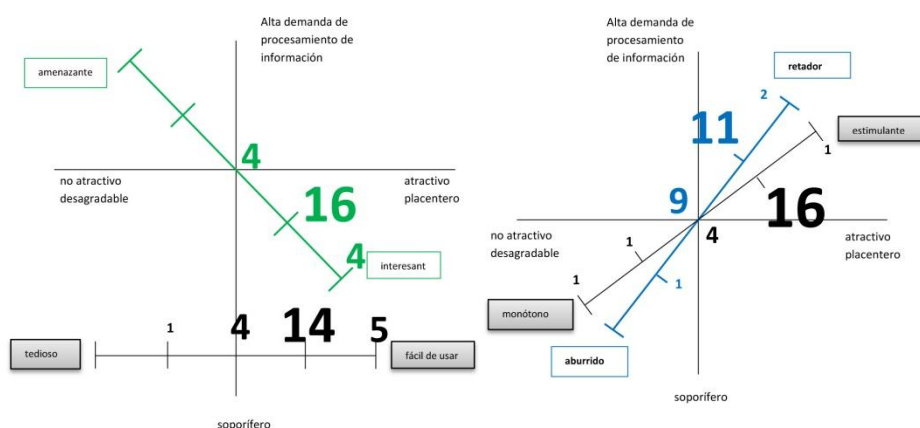 Alta demanda de
procesamiento de
información
amenazante
4
no atractivo
desagradable
atractivo
placentero
16
4
interesant
tedioso
1
4
14
5
fácil de usar
soporífero
Alta demanda de
procesamiento
de información
retador
2
11
estimulante
1
9
16
4
no atractivo
desagradable
1
atractivo
placentero
1
1
monótono
aburrido
soporífero